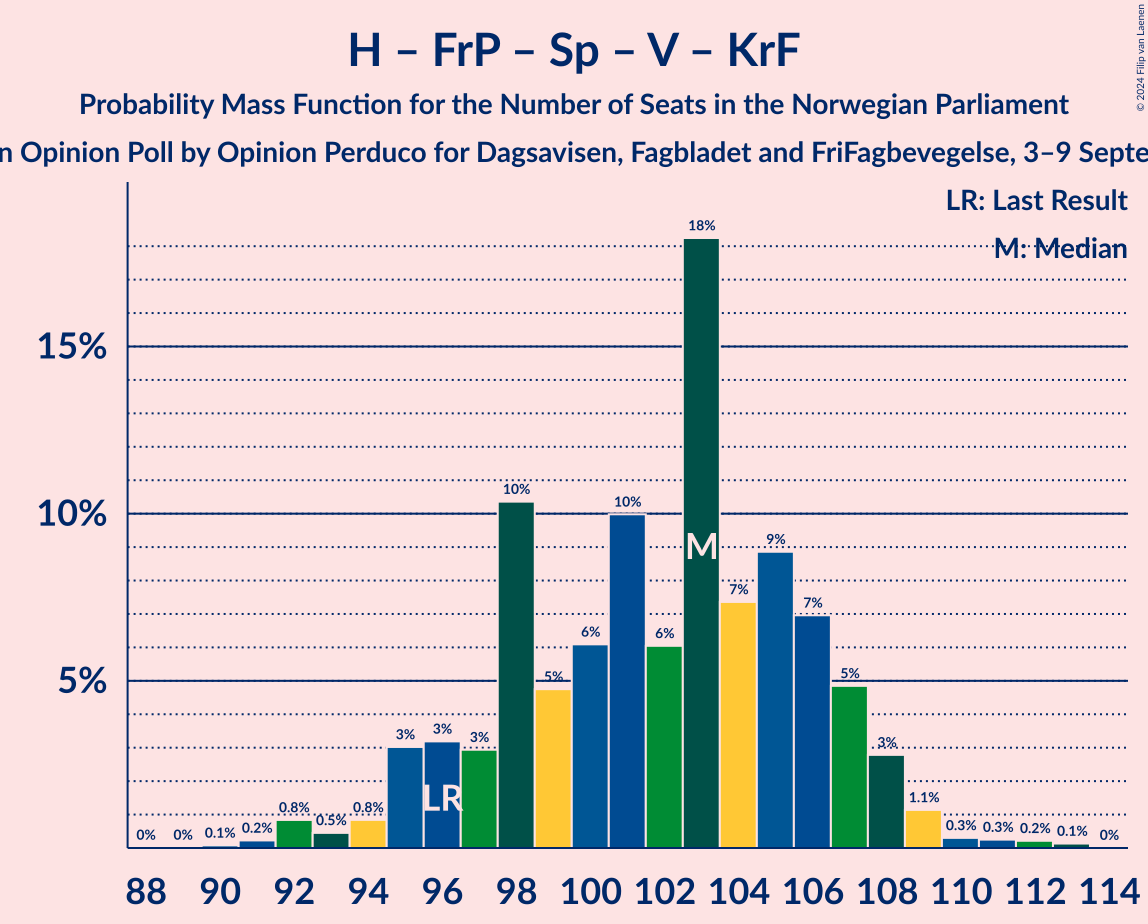 H – FrP – Sp – V – KrF
Probability Mass Function for the Number of Seats in the Norwegian Parliament
n Opinion Poll by Opinion Perduco for Dagsavisen, Fagbladet and FriFagbevegelse, 3–9 Septe
© 2024 Filip van Laenen
LR: Last Result
M: Median
15%
10%
5%
0% 0% 0.1% 0.2% 0.8% 0.5% 0.8% 3% 3% 3% 10% 5% 6% 10% 6% 18% 7% 9% 7% 5% 3% 1.1% 0.3% 0.3% 0.2% 0.1% 0%
LR
M
88 90 92 94 96 98 100 102 104 106 108 110 112 114